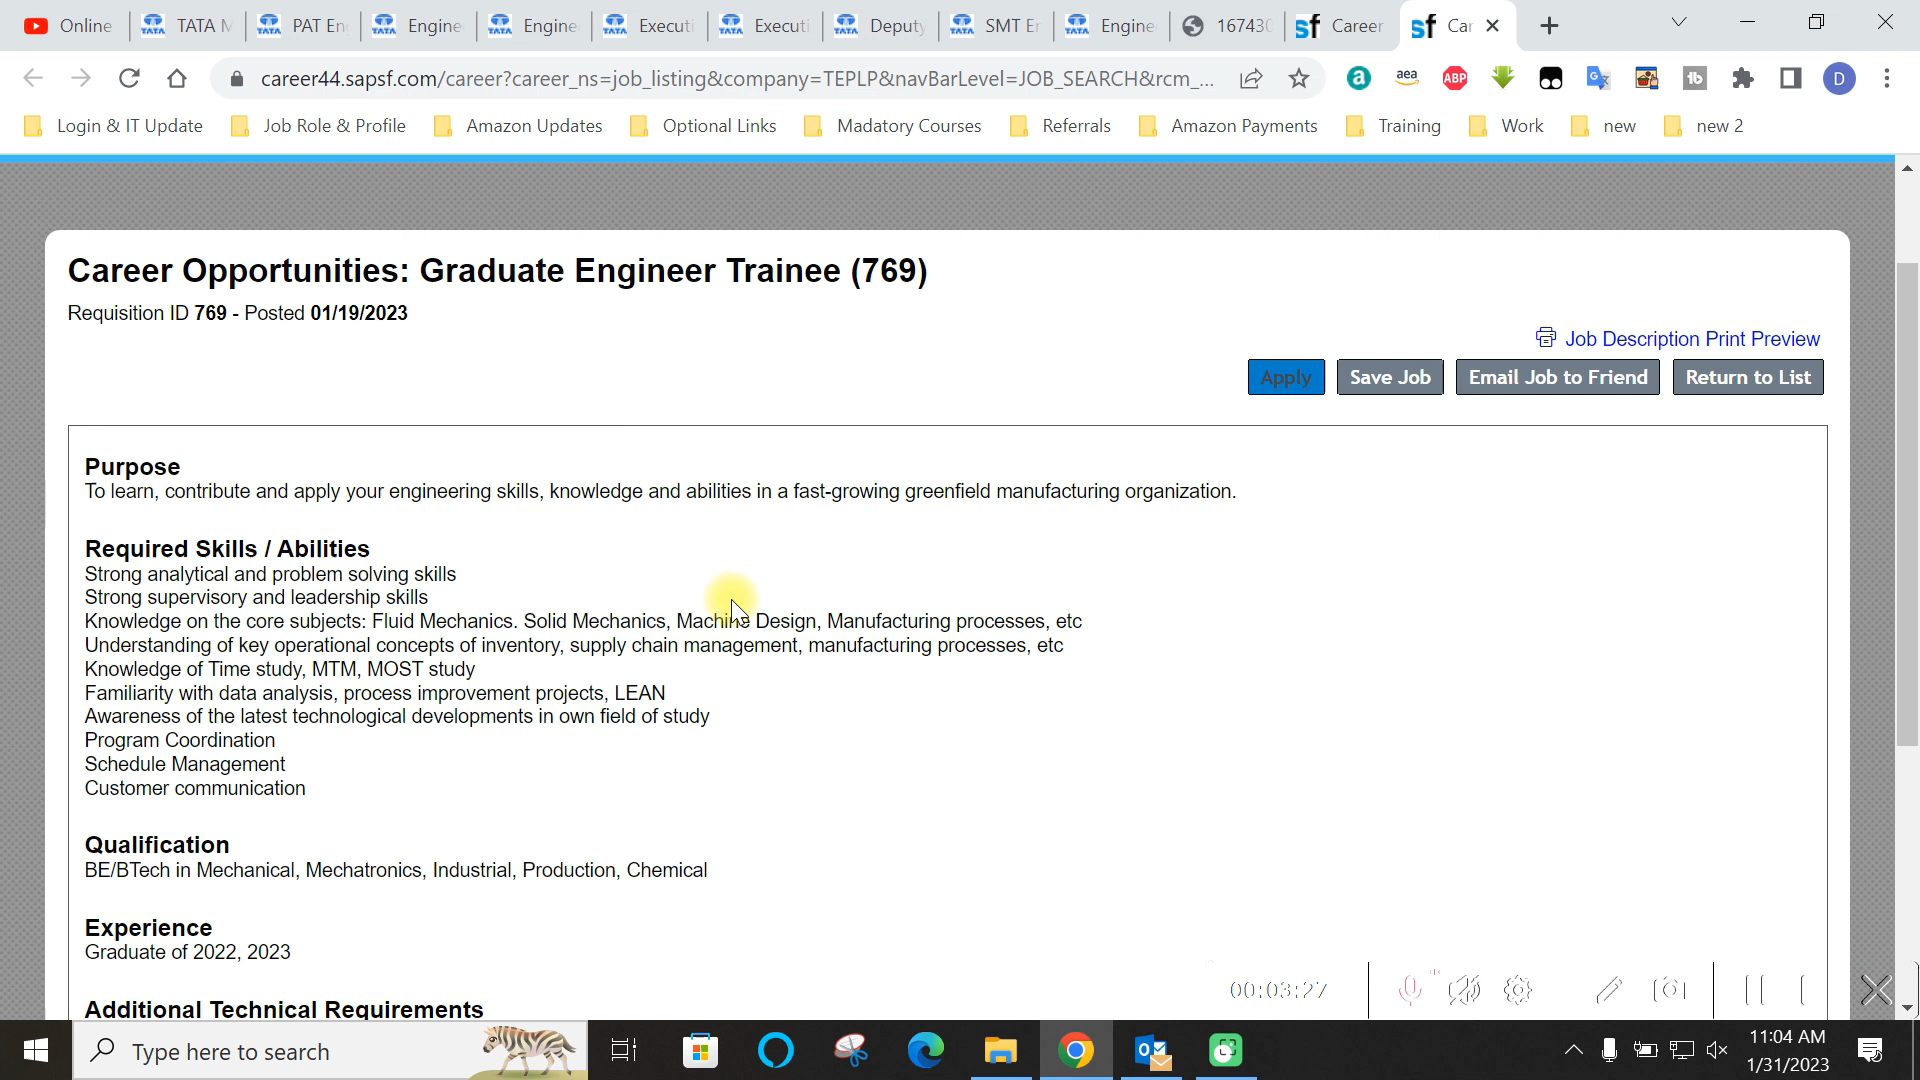 Online
TATA M
PAT En
Engine
Engine
Executi
Executi
Deputy
SMT En
Engine
167430
sf Career
sf Car
career44.sapsf.com/career?career_ns=job_listing&company=TEPLP&navBarLevel=JOB_SEARCH&rcm_...
a
aea
ABP
D
Login & IT Update
Job Role & Profile
Amazon Updates
Optional Links
Madatory Courses
Referrals
Amazon Payments
Training
Work
new
new 2
Career Opportunities: Graduate Engineer Trainee (769)
Requisition ID 769 - Posted 01/19/2023
Job Description Print Preview
Apply
Save Job
Email Job to Friend
Return to List
Purpose
To learn, contribute and apply your engineering skills, knowledge and abilities in a fast-growing greenfield manufacturing organization.
Required Skills / Abilities
Strong analytical and problem solving skills
Strong supervisory and leadership skills
Knowledge on the core subjects: Fluid Mechanics. Solid Mechanics, Machine Design, Manufacturing processes, etc
Understanding of key operational concepts of inventory, supply chain management, manufacturing processes, etc
Knowledge of Time study, MTM, MOST study
Familiarity with data analysis, process improvement projects, LEAN
Awareness of the latest technological developments in own field of study
Program Coordination
Schedule Management
Customer communication
Qualification
BE/BTech in Mechanical, Mechatronics, Industrial, Production, Chemical
Experience
Graduate of 2022, 2023
Additional Technical Requirements
00:03:27
Type here to search
11:04 AM
1/31/2023